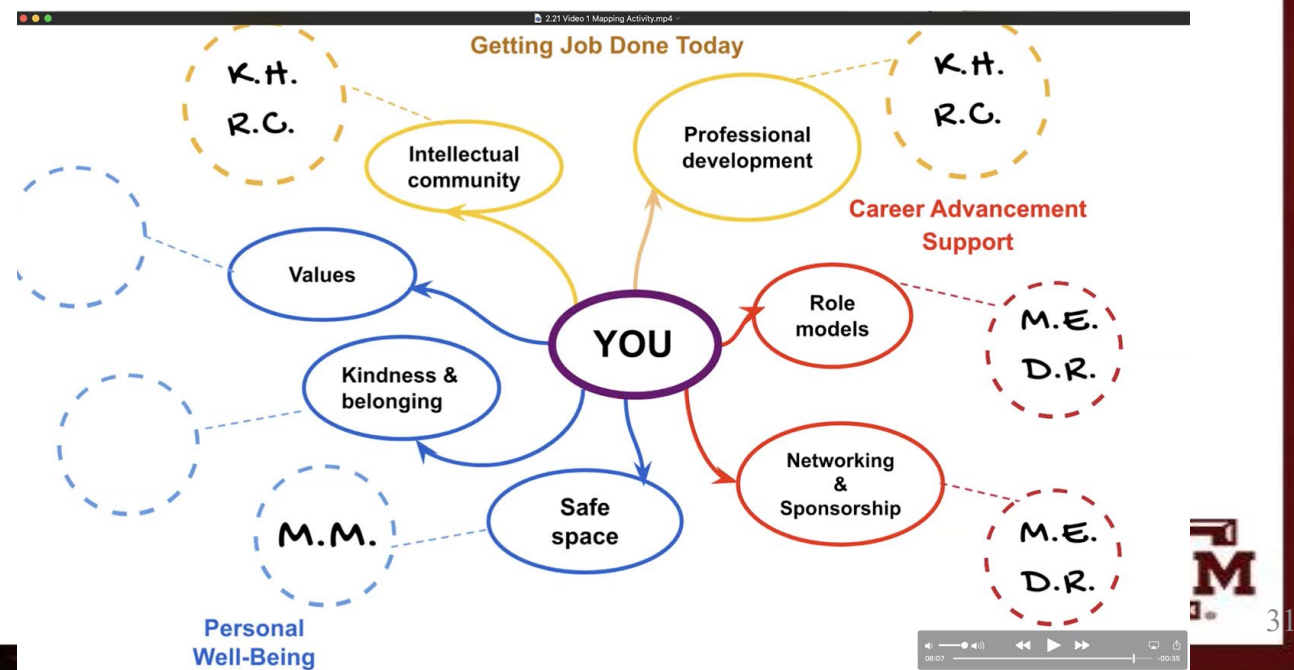 2.21 Video 1 Mapping Activity.mp4
Getting Job Done Today
K.H.
R.C.
K.H.
R.C.
Professional
development
Intellectual
community
Career Advancement
Support
Values
Role
models
M.E.
D.R.
YOU
Kindness &
belonging
Networking
&
Sponsorship
Safe
space
M.M.
M.E.
D.R.
M
31
Personal
Well-Being
06:07
-00:35